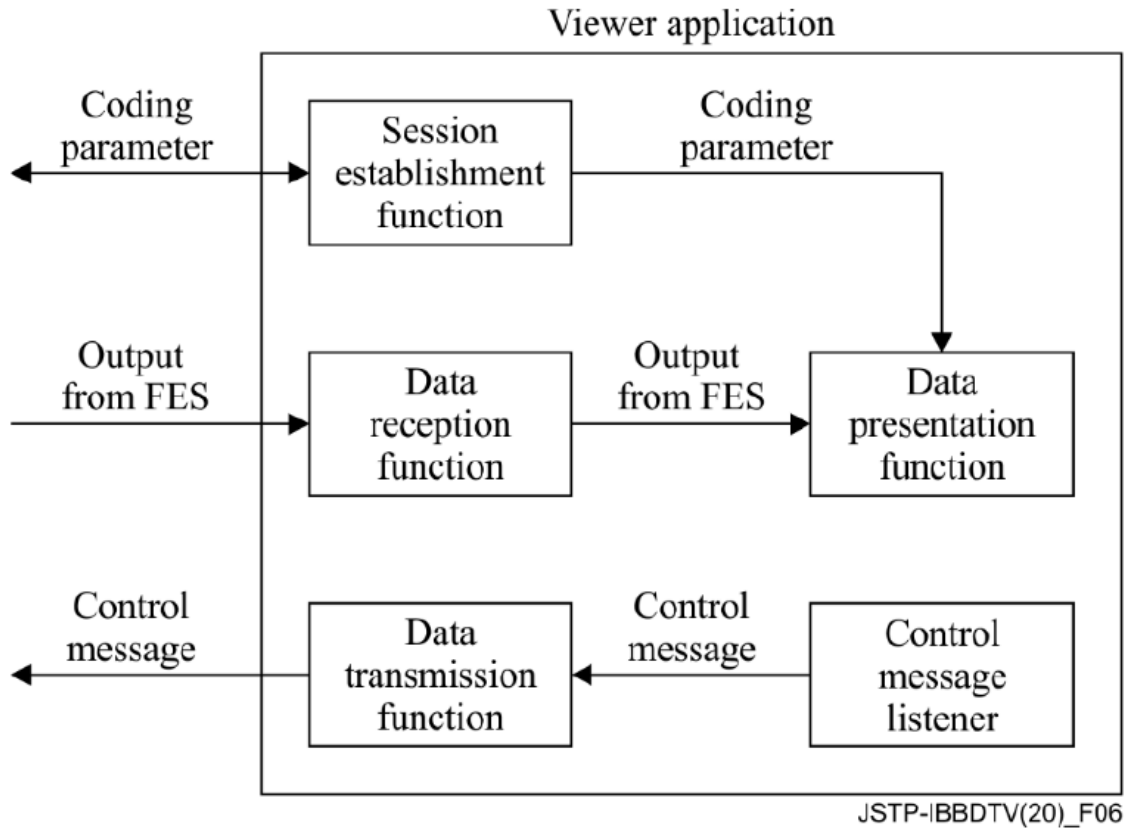 Viewer application
Coding
parameter
Session
establishment
function
Coding
parameter
Output
from FES
Data
reception
function
Output
from FES
Data
presentation
function
Control
message
Data
transmission
function
Control
message
Control
message
listener
JSTP-IBBDTV(20)_F06